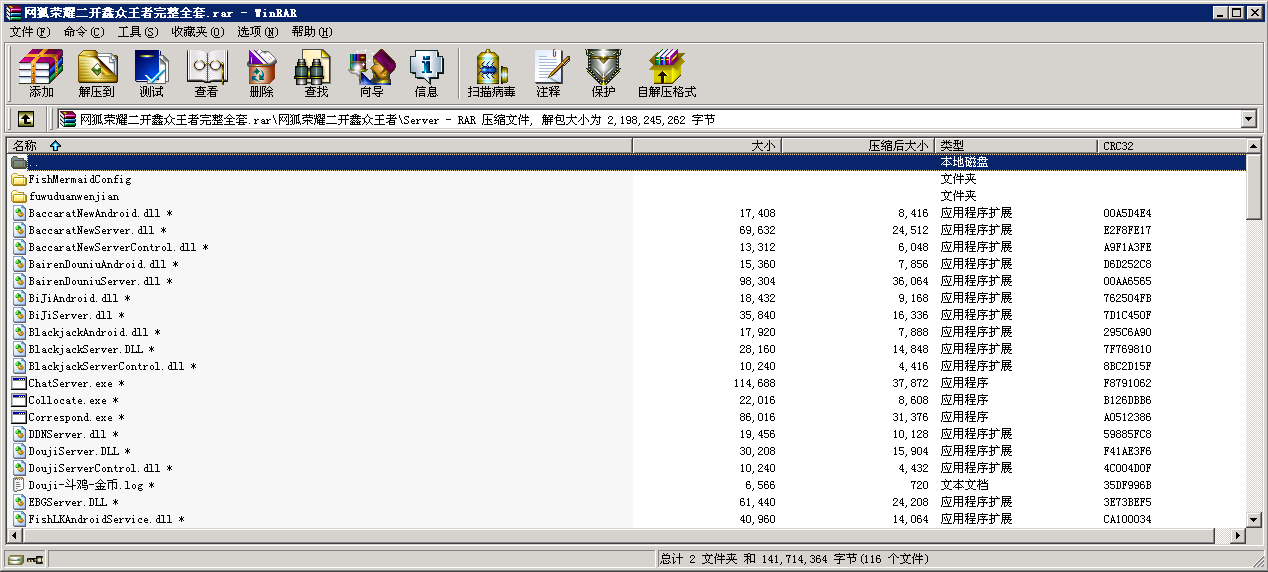 网狐荣耀二开鑫众王者完整全套.rar - WinRAR
文件(F) 命令(C) 工具(S) 收藏夹(O) 选项(N) 帮助(H)
添加 解压到 测试 查看 删除 查找 向导 信息 扫描病毒 注释 保护 自解压格式
网狐荣耀二开鑫众王者完整全套.rar\网狐荣耀二开鑫众王者\Server - RAR 压缩文件, 解包大小为 2,198,245,262 字节
名称 大小 压缩后大小 类型 CRC32
.. 本地磁盘
FishMermaidConfig 文件夹
fuwuduanwenjian 文件夹
BaccaratNewAndroid.dll * 17,408 8,416 应用程序扩展 00A5D4E4
BaccaratNewServer.dll * 69,632 24,512 应用程序扩展 E2F8FE17
BaccaratNewServerControl.dll * 13,312 6,048 应用程序扩展 A9F1A3FE
BairenDouniuAndroid.dll * 15,360 7,856 应用程序扩展 D6D252C8
BairenDouniuServer.dll * 98,304 36,064 应用程序扩展 00AA6565
BiJiAndroid.dll * 18,432 9,168 应用程序扩展 762504FB
BiJiServer.dll * 35,840 16,336 应用程序扩展 7D1C450F
BlackjackAndroid.dll * 17,920 7,888 应用程序扩展 295C6A90
BlackjackServer.DLL * 28,160 14,848 应用程序扩展 7F769810
BlackjackServerControl.dll * 10,240 4,416 应用程序扩展 8BC2D15F
ChatServer.exe * 114,688 37,872 应用程序 F8791062
Collocate.exe * 22,016 8,608 应用程序 B126DBB6
Correspond.exe * 86,016 31,376 应用程序 A0512386
DDNServer.dll * 19,456 10,128 应用程序扩展 59885FC8
DoujiServer.DLL * 30,208 15,904 应用程序扩展 F41AE3F6
DoujiServerControl.dll * 10,240 4,432 应用程序扩展 4C004D0F
Douji-斗鸡-金币.log * 6,566 720 文本文档 35DF996B
EBGServer.DLL * 61,440 24,208 应用程序扩展 3E73BEF5
FishLKAndroidService.dll * 40,960 14,064 应用程序扩展 CA100034
总计 2 文件夹 和 141,714,364 字节(116 个文件)